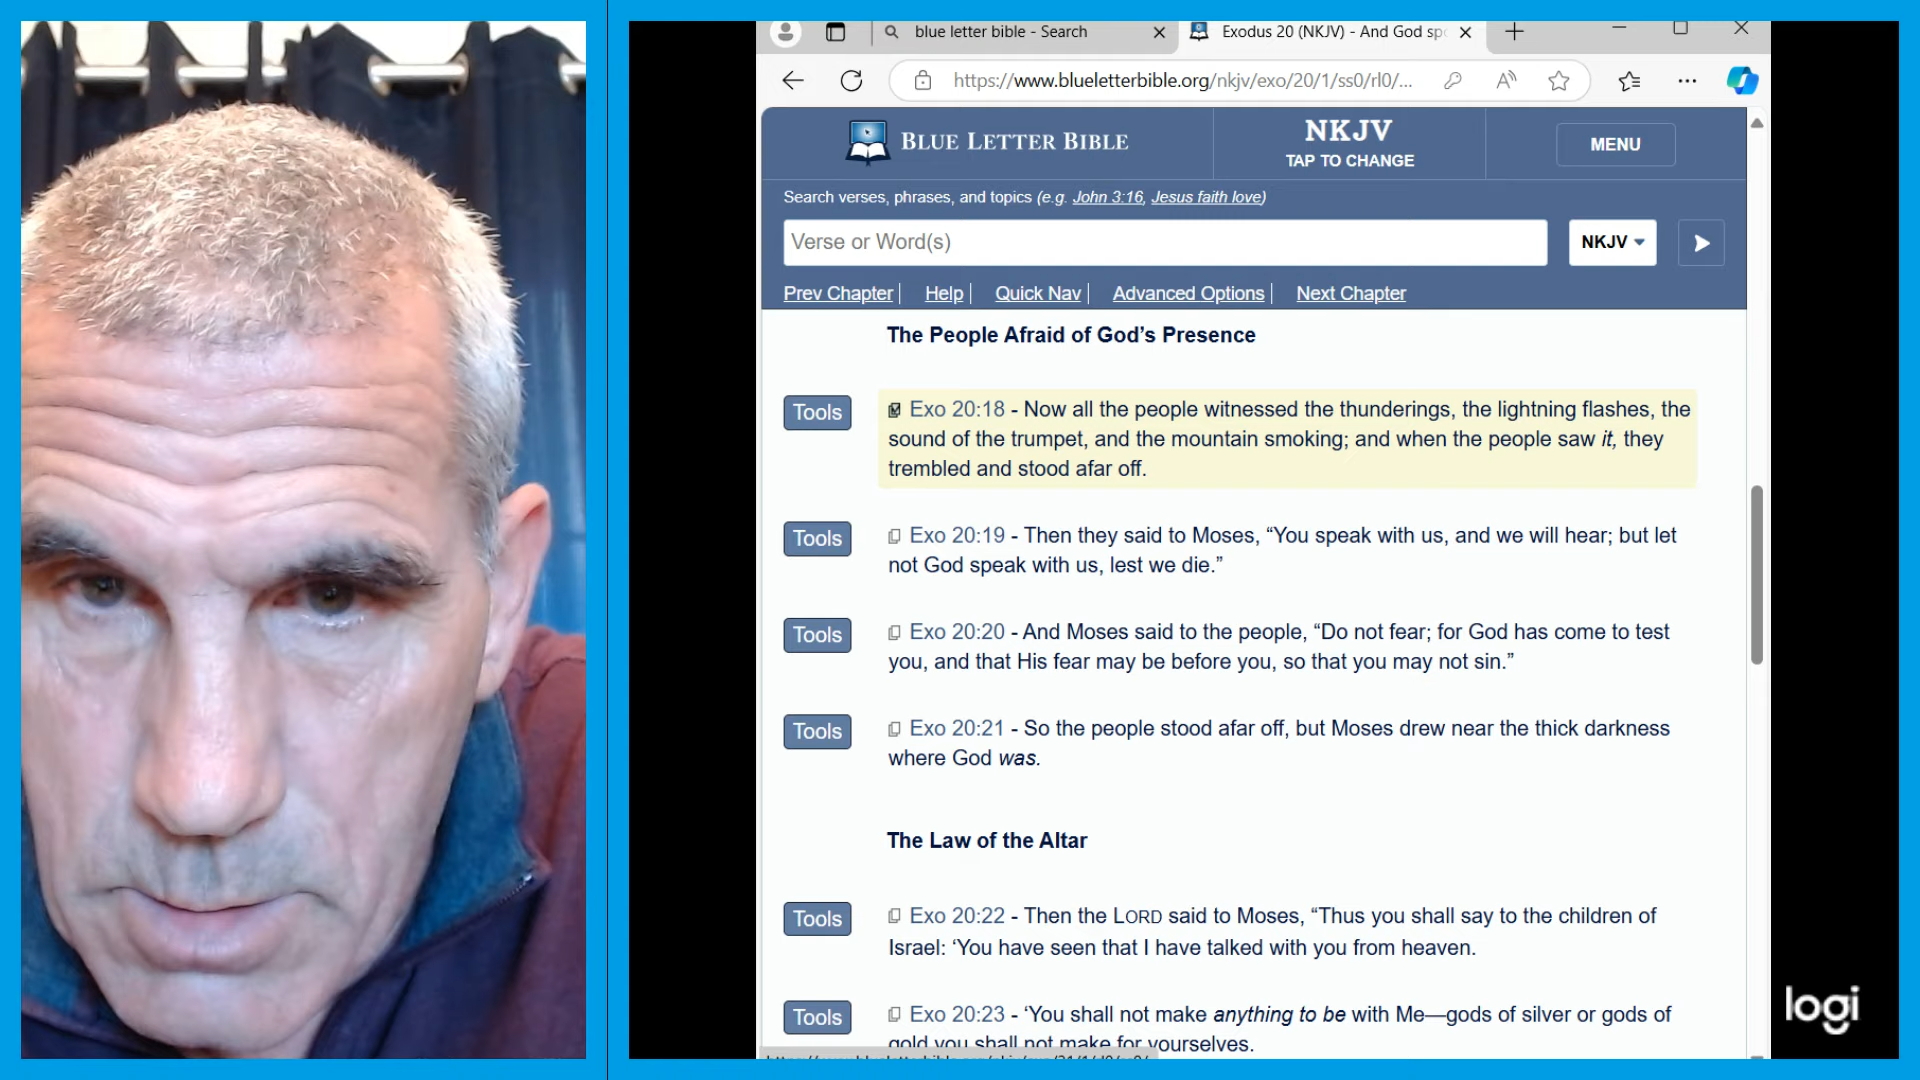 blue letter bible - Search
Exodus 20 (NKJV) - And God spo
https://www.blueletterbible.org/nkjv/exo/20/1/ss0/rl0/...
BLUE LETTER BIBLE
NKJV
TAP TO CHANGE
MENU
Search verses, phrases, and topics (e.g. John 3:16, Jesus faith love)
Verse or Word(s)
NKJV
Prev Chapter | Help | Quick Nav | Advanced Options | Next Chapter
The People Afraid of God’s Presence
Tools
Exo 20:18 - Now all the people witnessed the thunderings, the lightning flashes, the
sound of the trumpet, and the mountain smoking; and when the people saw it, they
trembled and stood afar off.
Tools
Exo 20:19 - Then they said to Moses, “You speak with us, and we will hear; but let
not God speak with us, lest we die.”
Tools
Exo 20:20 - And Moses said to the people, “Do not fear; for God has come to test
you, and that His fear may be before you, so that you may not sin.”
Tools
Exo 20:21 - So the people stood afar off, but Moses drew near the thick darkness
where God was.
The Law of the Altar
Tools
Exo 20:22 - Then the LORD said to Moses, “Thus you shall say to the children of
Israel: ‘You have seen that I have talked with you from heaven.
Tools
Exo 20:23 - ‘You shall not make anything to be with Me—gods of silver or gods of
gold you shall not make for yourselves.
logi